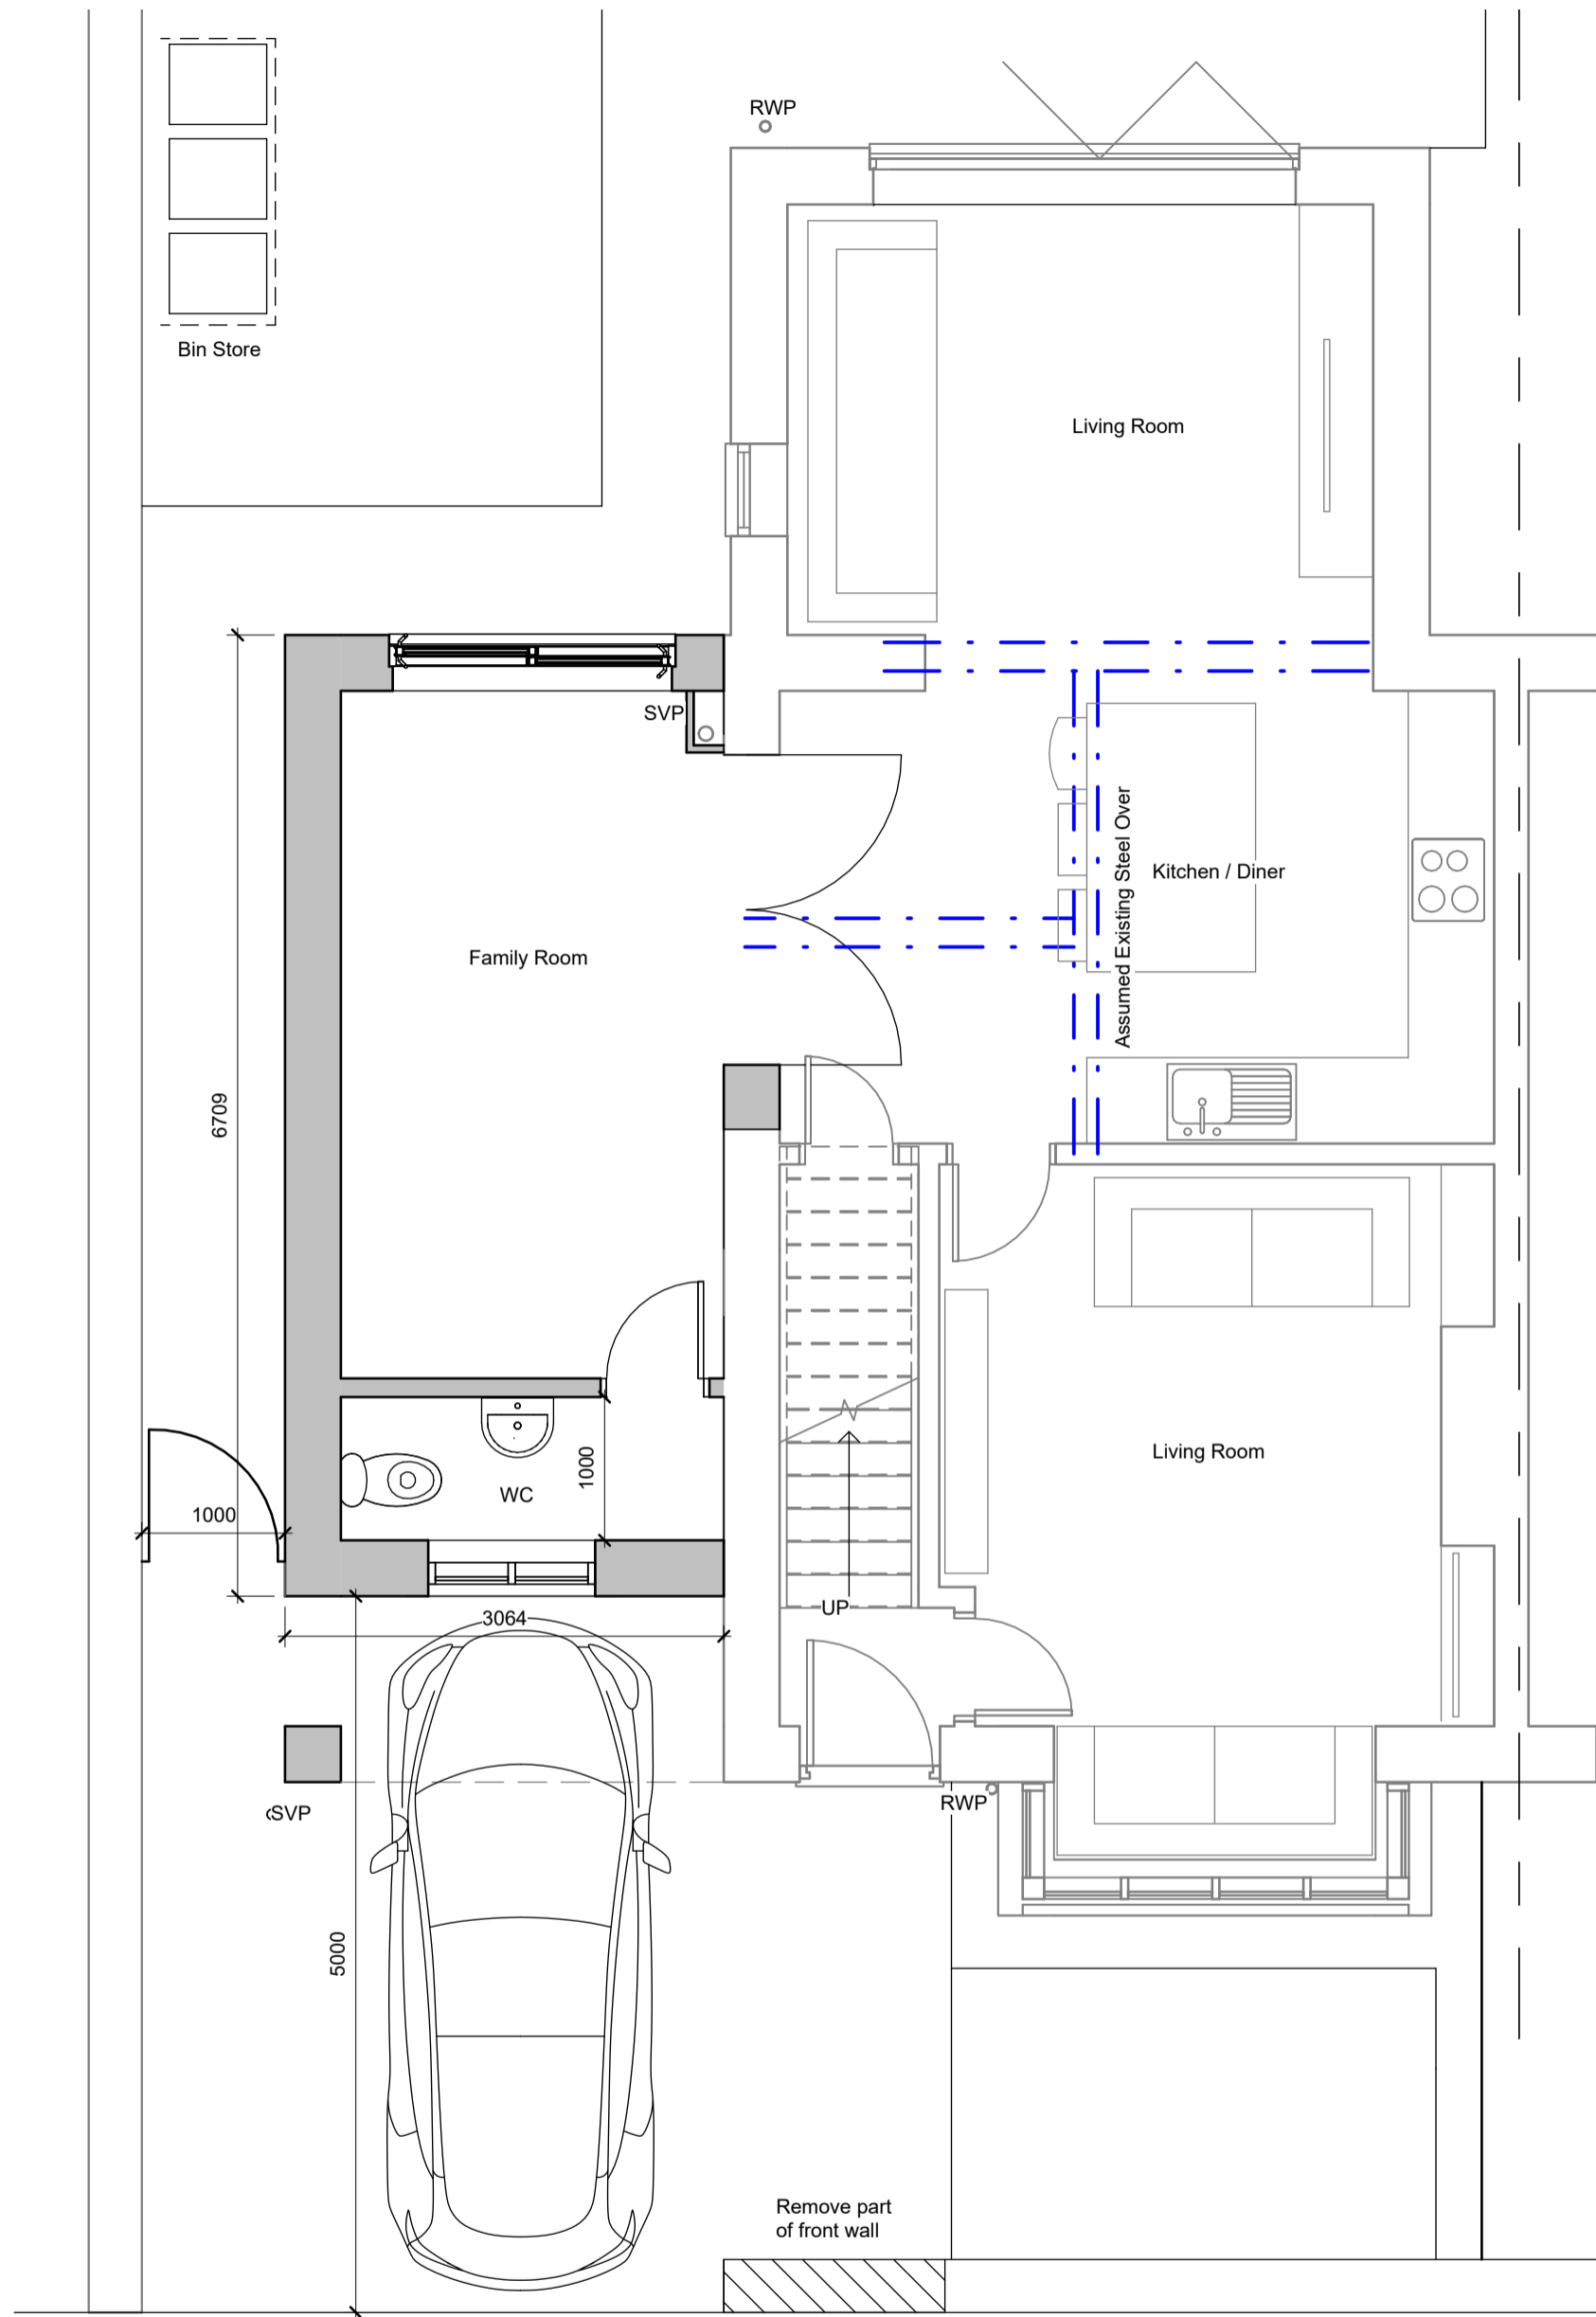 RWP
Bin Store
Living Room
SVP
Assumed Existing Steel Over
Kitchen / Diner
Family Room
6709
Living Room
1000
WC
1000
UP
3064
SVP
RWP
5000
Remove part
of front wall